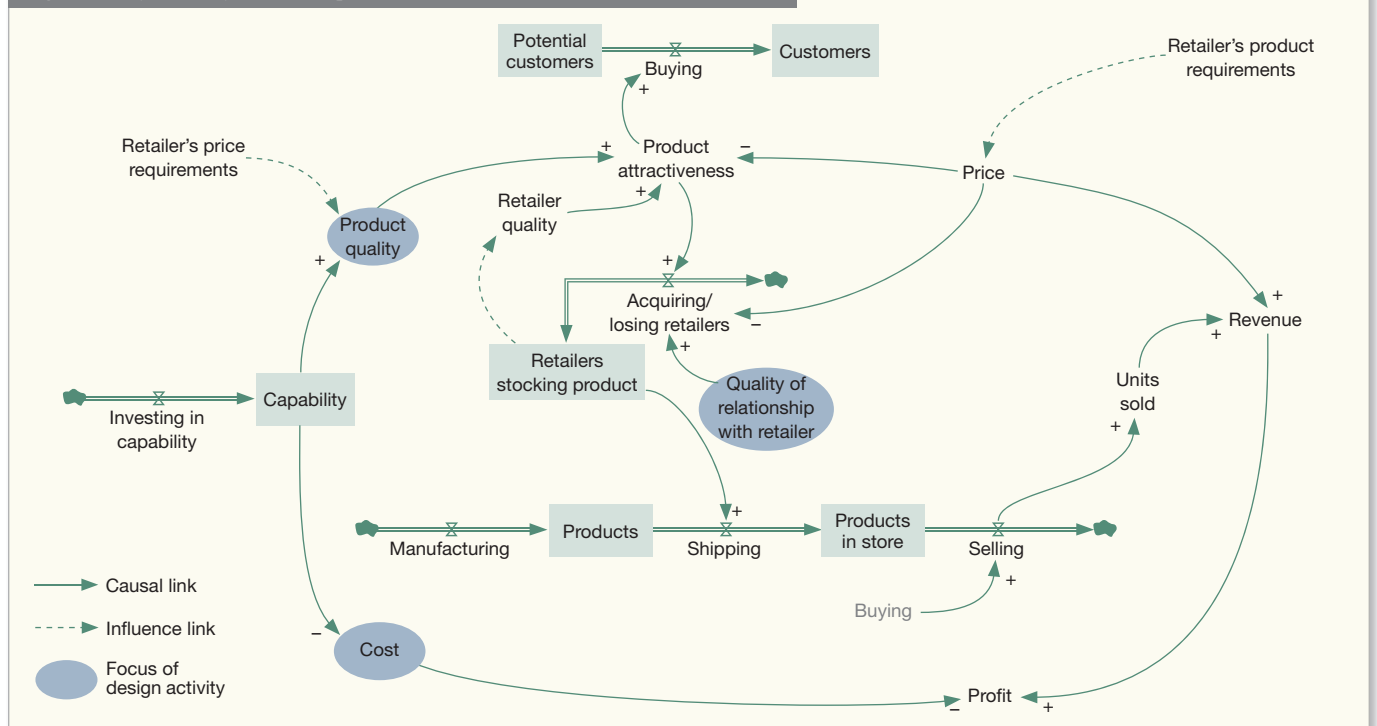 Potential
customers
Buying
Customers
Retailer's product
requirements
+
Retailer's price
requirements
+
Product
attractiveness
–
Price
Retailer
quality
+
Product
quality
+
+
Acquiring/
losing retailers
–
+
Revenue
+
Retailers
stocking product
+
Quality of
relationship
with retailer
Units
sold
+
Capability
Investing in
capability
+
Products
Products
in store
Manufacturing
Shipping
Selling
+
Buying
Causal link
Influence link
Focus of
design activity
–
Cost
Profit
–
+